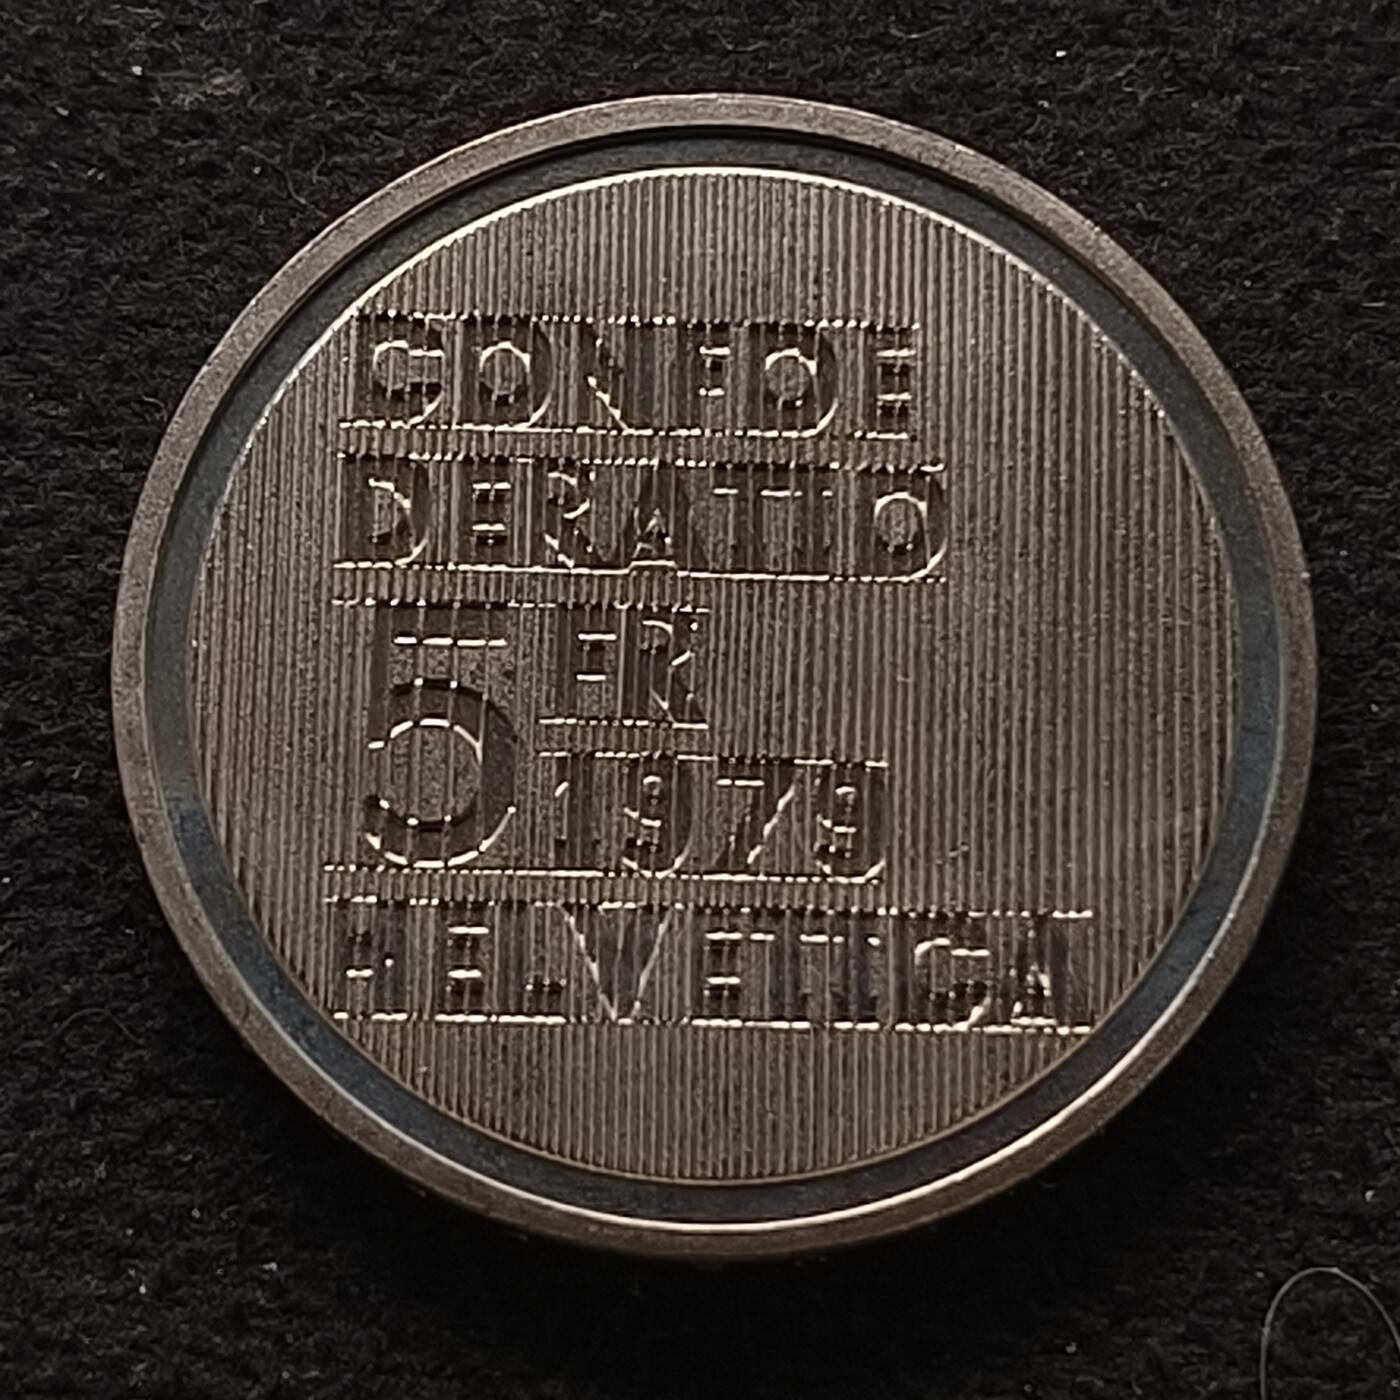 CONFOE
DERATIO
5 FR
1979
HELVETICA